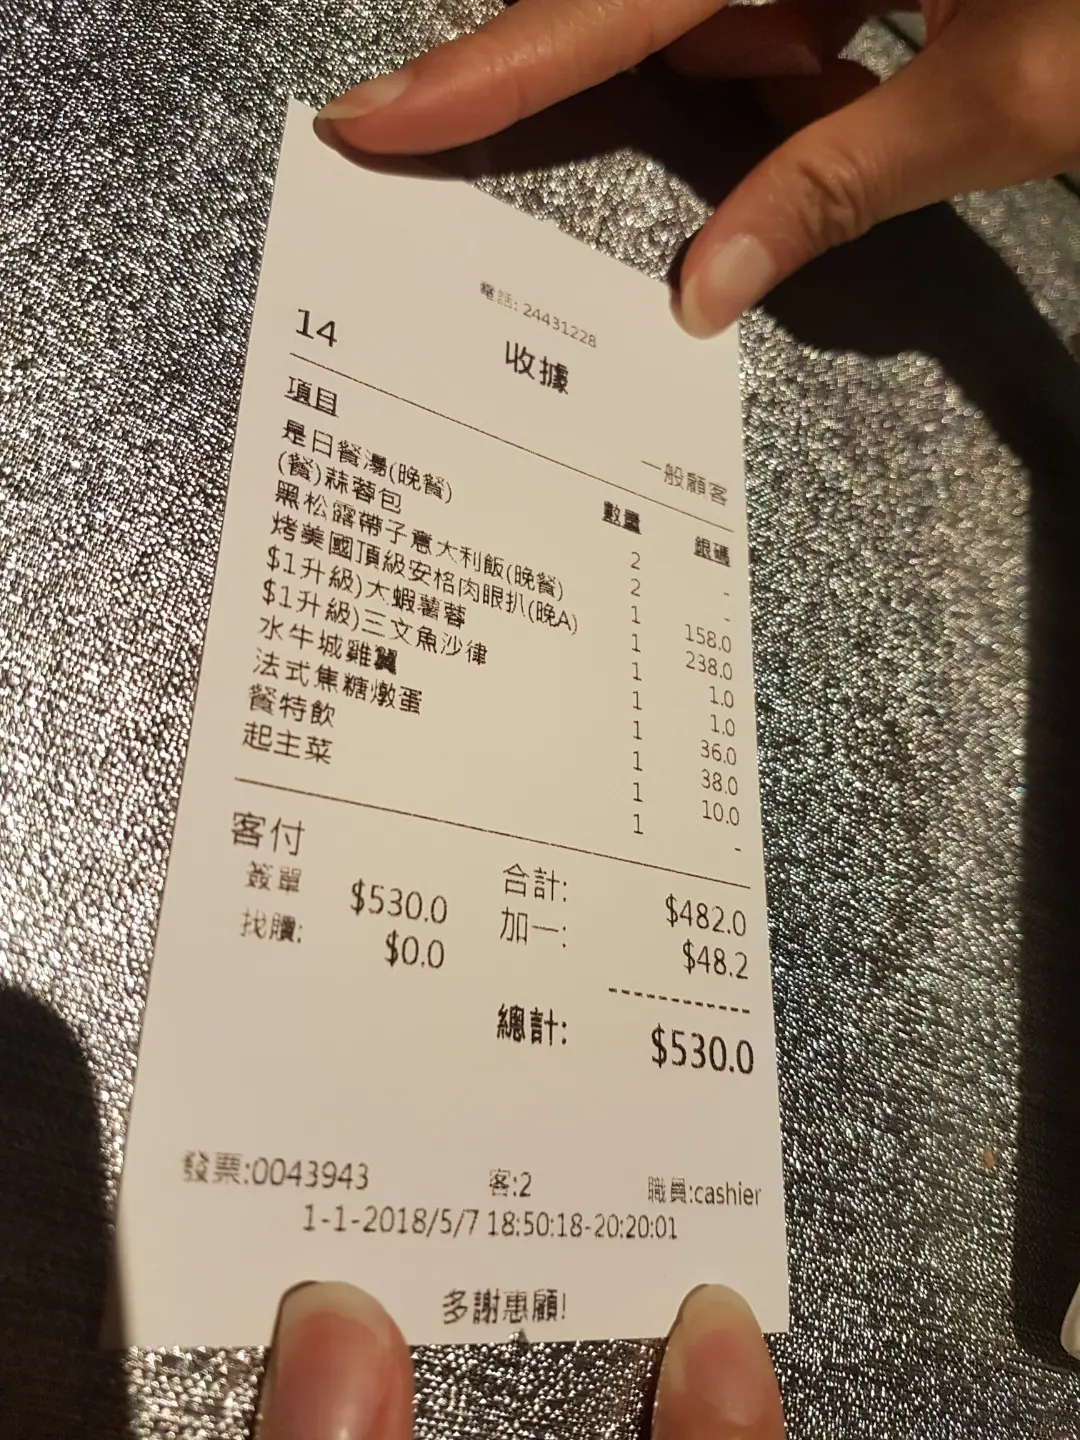 電話: 24431228
收據
14
一般顧客
項目 數量 銀碼
是日餐湯(晚餐) 2 -
(餐)蒜蓉包 2 -
黑松露帶子意大利飯(晚餐) 1 158.0
烤美國頂級安格肉眼扒(晚A) 1 238.0
$1升級)大蝦薯蓉 1 1.0
$1升級)三文魚沙律 1 1.0
水牛城雞翼 1 36.0
法式焦糖燉蛋 1 38.0
餐特飲 1 10.0
起主菜 1 -
客付 合計: $482.0
簽單 $530.0 加一: $48.2
找贖: $0.0
總計: $530.0
發票:0043943 客:2 職員:cashier
1-1-2018/5/7 18:50:18-20:20:01
多謝惠顧!